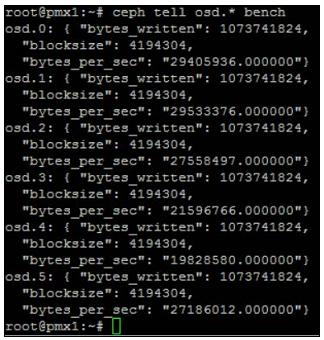 root@pmx1:~# ceph tell osd.* bench
osd.0: { "bytes_written": 1073741824,
  "blocksize": 4194304,
  "bytes_per_sec": "29405936.000000"}
osd.1: { "bytes_written": 1073741824,
  "blocksize": 4194304,
  "bytes_per_sec": "29533376.000000"}
osd.2: { "bytes_written": 1073741824,
  "blocksize": 4194304,
  "bytes_per_sec": "27558497.000000"}
osd.3: { "bytes_written": 1073741824,
  "blocksize": 4194304,
  "bytes_per_sec": "21596766.000000"}
osd.4: { "bytes_written": 1073741824,
  "blocksize": 4194304,
  "bytes_per_sec": "19828580.000000"}
osd.5: { "bytes_written": 1073741824,
  "blocksize": 4194304,
  "bytes_per_sec": "27186012.000000"}
root@pmx1:~#